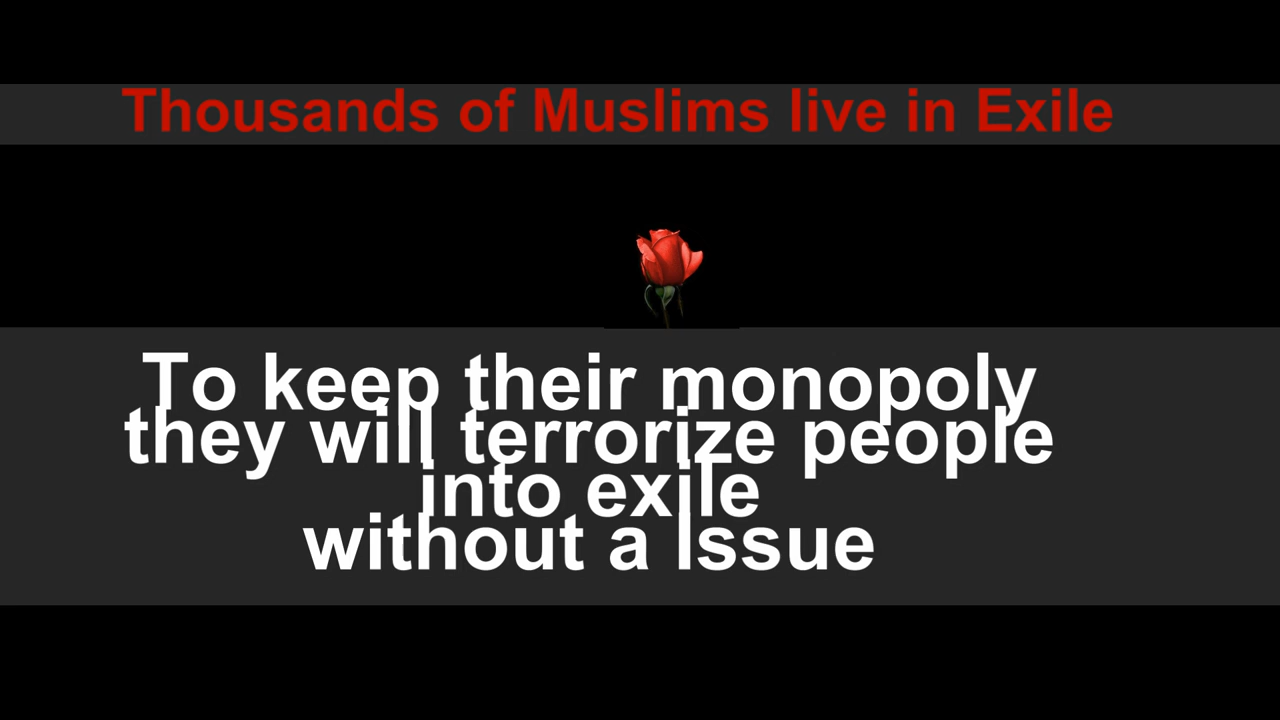 Thousands of Muslims live in Exile
To keep their monopoly
they will terrorize people
into exile
without a Issue